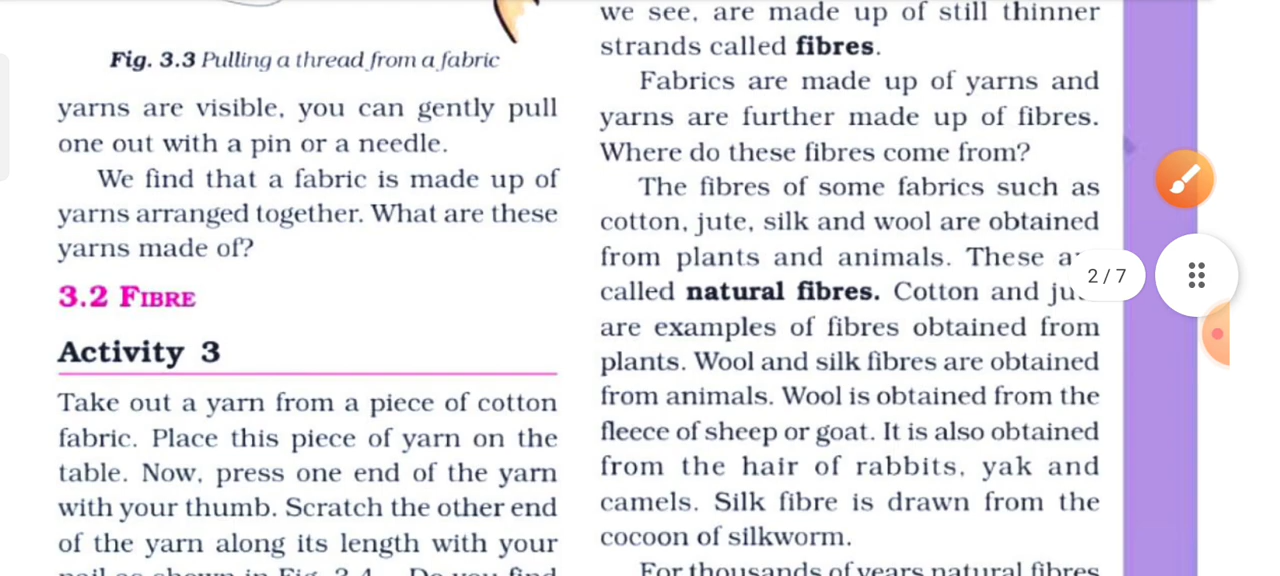 Fig. 3.3 Pulling a thread from a fabric
yarns are visible, you can gently pull
one out with a pin or a needle.
We find that a fabric is made up of
yarns arranged together. What are these
yarns made of?
3.2 FIBRE
Activity 3
Take out a yarn from a piece of cotton
fabric. Place this piece of yarn on the
table. Now, press one end of the yarn
with your thumb. Scratch the other end
of the yarn along its length with your
we see, are made up of still thinner
strands called fibres.
Fabrics are made up of yarns and
yarns are further made up of fibres.
Where do these fibres come from?
The fibres of some fabrics such as
cotton, jute, silk and wool are obtained
from plants and animals. These
called natural fibres. Cotton and
are examples of fibres obtained from
plants. Wool and silk fibres are obtained
from animals. Wool is obtained from the
fleece of sheep or goat. It is also obtained
from the hair of rabbits, yak and
camels. Silk fibre is drawn from the
cocoon of silkworm.
For thousands of years natural fibres
2/7